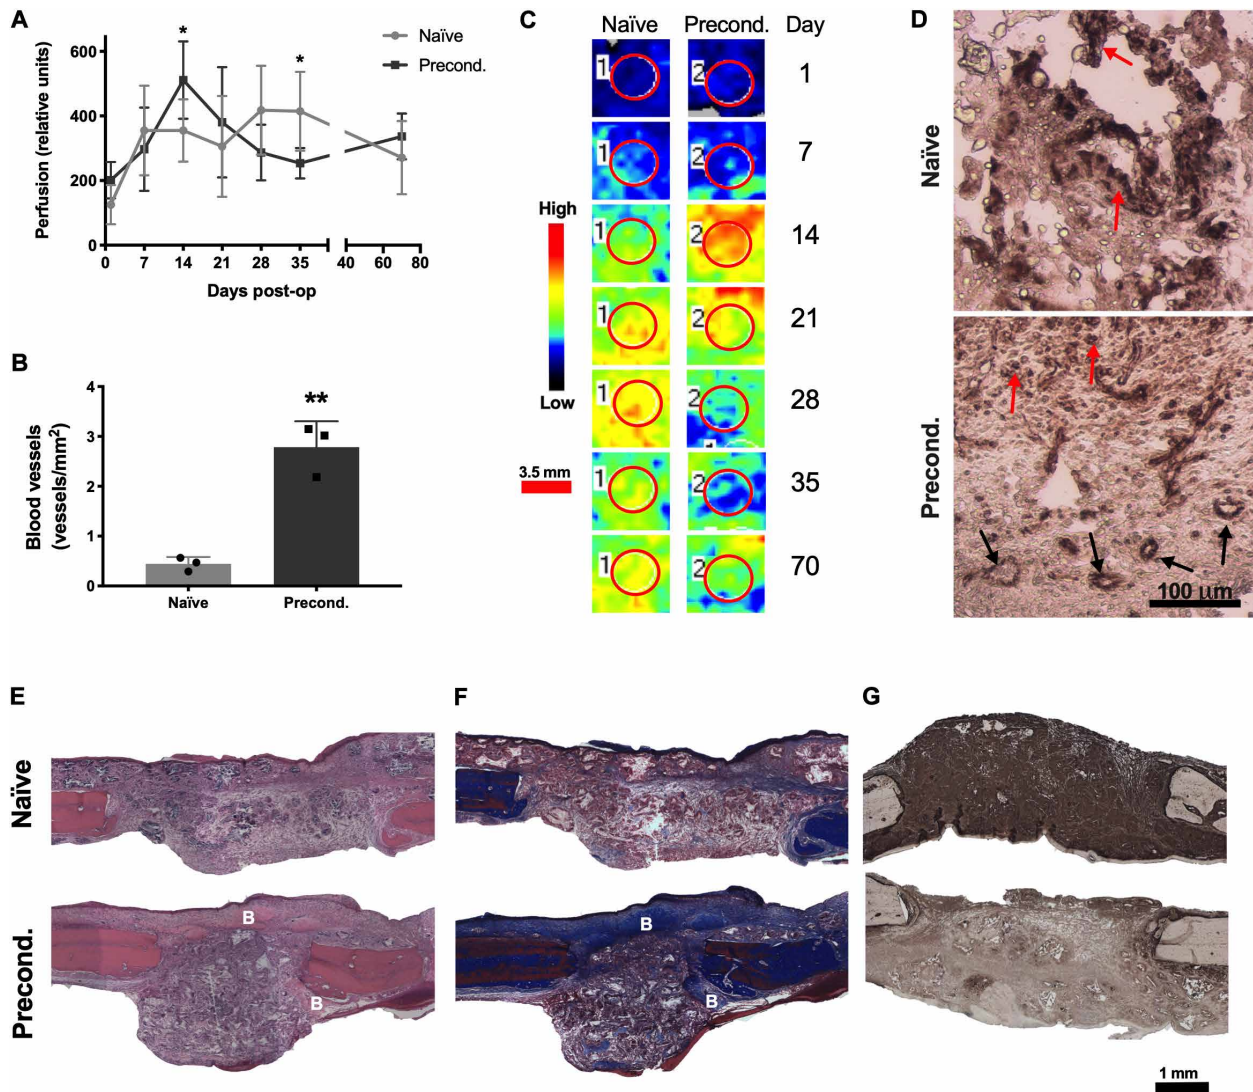 A
Perfusion (relative units)
600
400
200
0
0
7
14
21
28
35
40
60
80
*
*
Naïve
Precond.
Days post-op
B
Blood vessels
(vessels/mm²)
4
3
2
1
0
**
Naïve
Precond.
C
Naïve Precond. Day
High
Low
3.5 mm
1 2 1
1 2 7
1 2 14
1 2 21
1 2 28
1 2 35
1 2 70
D
Naïve
Precond.
100 µm
E
F
G
Naïve
Precond.
B
B
B
B
1 mm